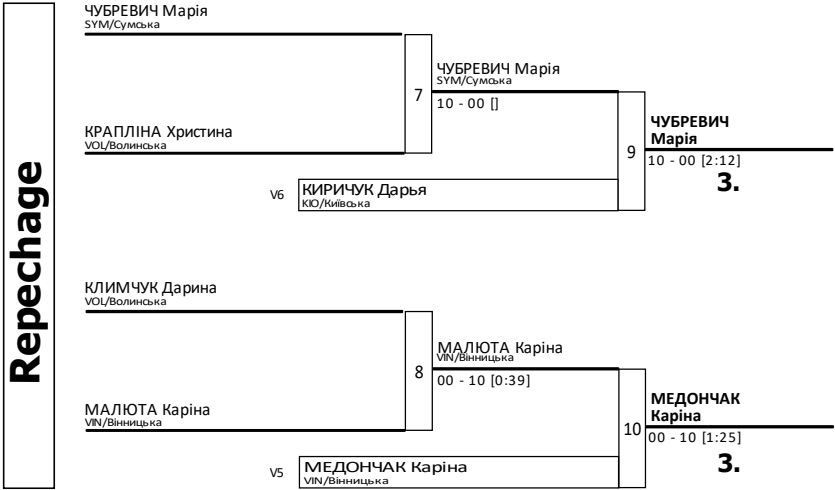 Repechage
ЧУБРЕВИЧ Марія
SYM/Сумська
7
ЧУБРЕВИЧ Марія
SYM/Сумська
10 - 00 []
КРАПЛІНА Христина
VOL/Волинська
9
ЧУБРЕВИЧ
Марія
10 - 00 [2:12]
3.
V6
КИРИЧУК Дарья
KIO/Київська
КЛИМЧУК Дарина
VOL/Волинська
8
МАЛЮТА Каріна
VIN/Вінницька
00 - 10 [0:39]
МАЛЮТА Каріна
VIN/Вінницька
10
МЕДОНЧАК
Каріна
00 - 10 [1:25]
3.
V5
МЕДОНЧАК Каріна
VIN/Вінницька